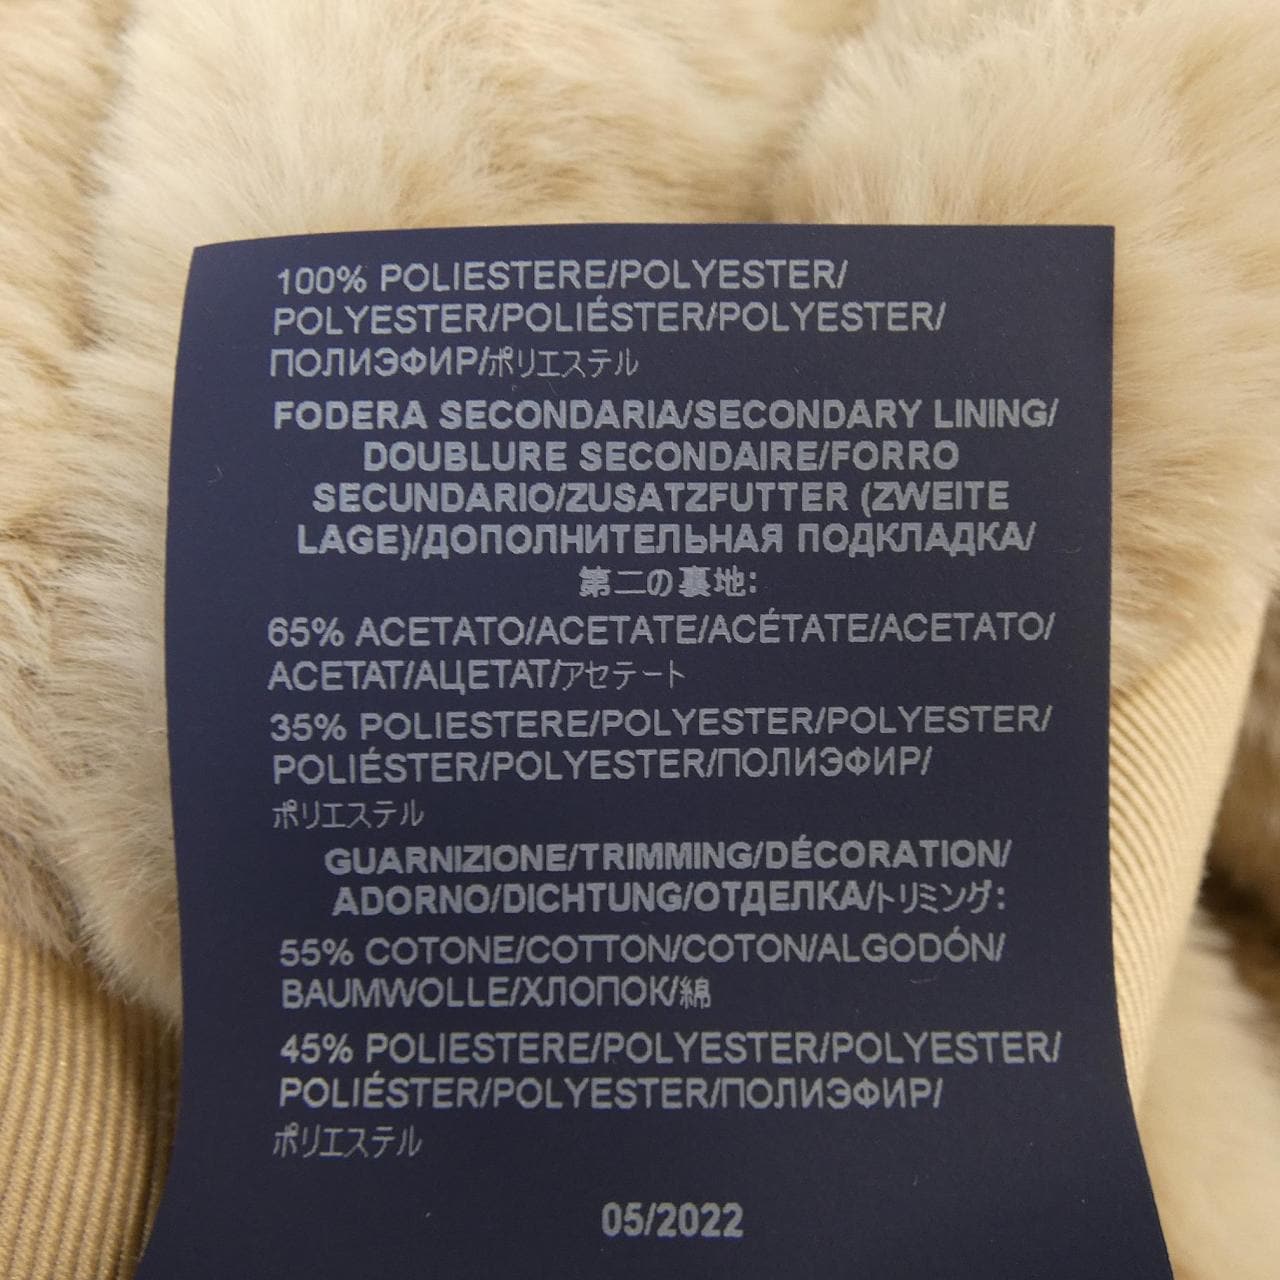 100% POLIESTERE/POLYESTER/
POLYESTER/POLIÉSTER/POLYESTER/
ПОЛИЭФИР/ポリエステル
FODERA SECONDARIA/SECONDARY LINING/
DOUBLURE SECONDAIRE/FORRO
SECUNDARIO/ZUSATZFUTTER (ZWEITE
LAGE)/ДОПОЛНИТЕЛЬНАЯ ПОДКЛАДКА/
第二の裏地:
65% ACETATO/ACETATE/ACÉTATE/ACETATO/
ACETAT/АЦЕТАТ/アセテート
35% POLIESTERE/POLYESTER/POLYESTER/
POLIÉSTER/POLYESTER/ПОЛИЭФИР/
ポリエステル
GUARNIZIONE/TRIMMING/DÉCORATION/
ADORNO/DICHTUNG/ОТДЕЛКА/トリミング:
55% COTONE/COTTON/COTON/ALGODÓN/
BAUMWOLLE/ХЛОПОК/綿
45% POLIESTERE/POLYESTER/POLYESTER/
POLIÉSTER/POLYESTER/ПОЛИЭФИР/
ポリエステル
05/2022